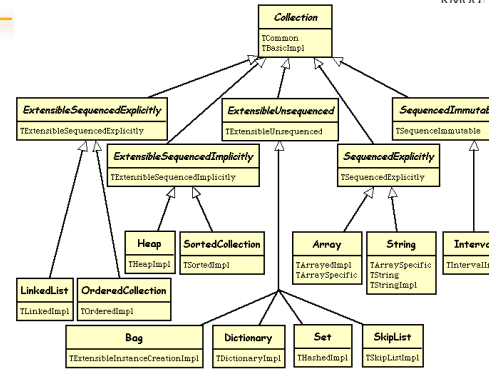 Collection
TCommon
TBasicImpl
ExtensibleSequencedExplicitly
TExtensibleSequencedExplicitly
ExtensibleUnsequenced
TExtensibleUnsequenced
SequencedImmutab
TSequenceImmutable
ExtensibleSequencedImplicitly
TExtensibleSequencedImplicitly
SequencedExplicitly
TSequencedExplicitly
Heap
THeapImpl
SortedCollection
TSortedImpl
Array
TArrayedImpl
TArraySpecific
String
TArraySpecific
TString
TStringImpl
Interva
TIntervalIm
LinkedList
TLinkedImpl
OrderedCollection
TOrderedImpl
Bag
TExtensibleInstanceCreationImpl
Dictionary
TDictionaryImpl
Set
THashedImpl
SkipList
TSkipListImpl